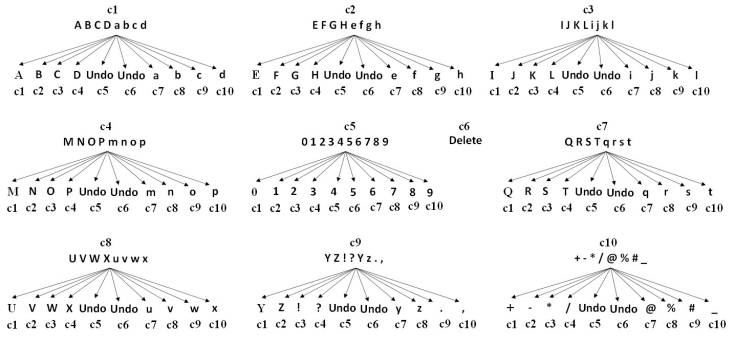 c1 c2 c3
A B C D a b c d E F G H e f g h I J K L i j k l
A B C D Undo Undo a b c d E F G H Undo Undo e f g h I J K L Undo Undo i j k l
c1 c2 c3 c4 c5 c6 c7 c8 c9 c10 c1 c2 c3 c4 c5 c6 c7 c8 c9 c10 c1 c2 c3 c4 c5 c6 c7 c8 c9 c10
c4 c5 c6 c7
M N O P m n o p 0 1 2 3 4 5 6 7 8 9 Delete Q R S T q r s t
M N O P Undo Undo m n o p 0 1 2 3 4 5 6 7 8 9 Q R S T Undo Undo q r s t
c1 c2 c3 c4 c5 c6 c7 c8 c9 c10 c1 c2 c3 c4 c5 c6 c7 c8 c9 c10 c1 c2 c3 c4 c5 c6 c7 c8 c9 c10
c8 c9 c10
U V W X u v w x Y Z ! ? Y z . , + - * / @ % # _
U V W X Undo Undo u v w x Y Z ! ? Undo Undo y z . , + - * / Undo Undo @ % # _
c1 c2 c3 c4 c5 c6 c7 c8 c9 c10 c1 c2 c3 c4 c5 c6 c7 c8 c9 c10 c1 c2 c3 c4 c5 c6 c7 c8 c9 c10